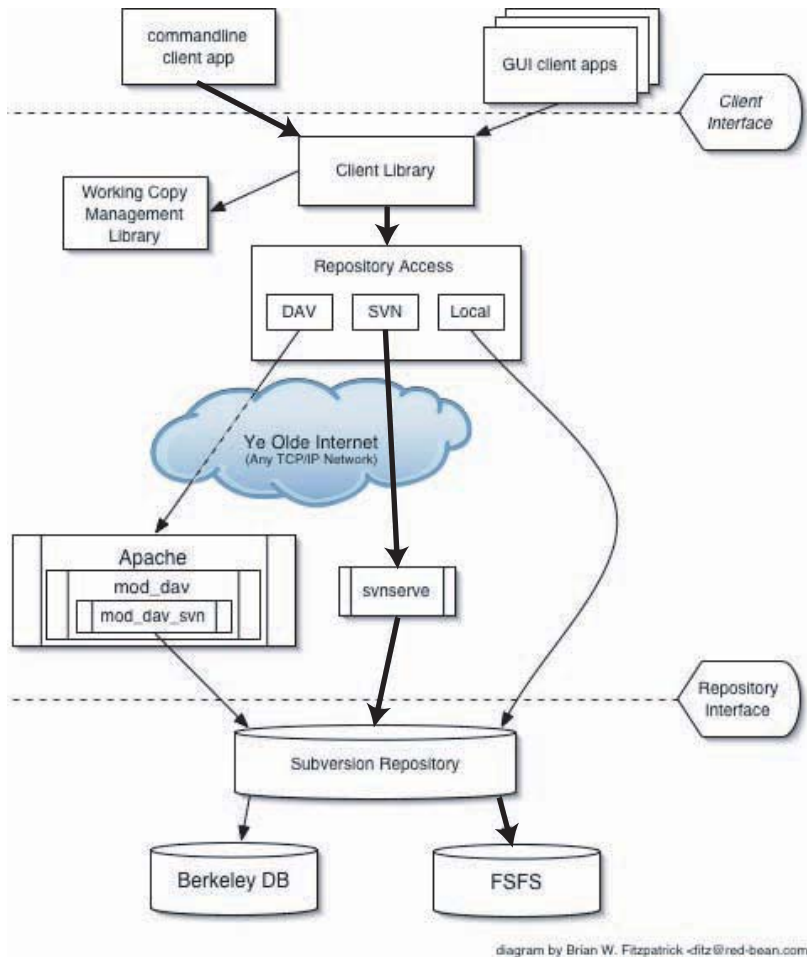 commandline
client app
GUI client apps
Client
Interface
Client Library
Working Copy
Management
Library
Repository Access
DAV
SVN
Local
Ye Olde Internet
(Any TCP/IP Network)
Apache
mod_dav
mod_dav_svn
svnserve
Repository
Interface
Subversion Repository
Berkeley DB
FSFS
diagram by Brian W. Fitzpatrick <fitz@red-bean.com